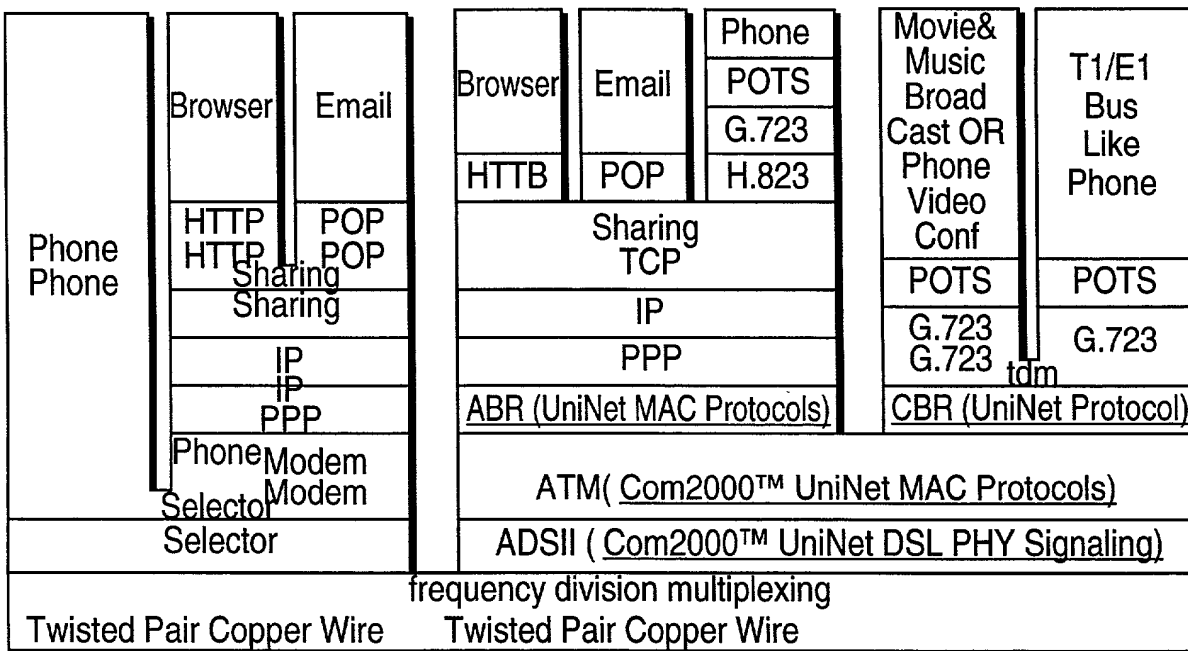 Phone
Phone
Browser
HTTP
HTTP
Email
POP
POP
Sharing
Sharing
IP
IP
PPP
Phone
Modem
Modem
Selector
Selector
Browser
HTTB
Email
POP
Phone
POTS
G.723
H.823
Sharing
TCP
IP
PPP
ABR (UniNet MAC Protocols)
Movie&
Music
Broad
Cast OR
Phone
Video
Conf
POTS
G.723
G.723
tdm
T1/E1
Bus
Like
Phone
POTS
G.723
CBR (UniNet Protocol)
ATM( Com2000™ UniNet MAC Protocols)
ADSII ( Com2000™ UniNet DSL PHY Signaling)
frequency division multiplexing
Twisted Pair Copper Wire
Twisted Pair Copper Wire